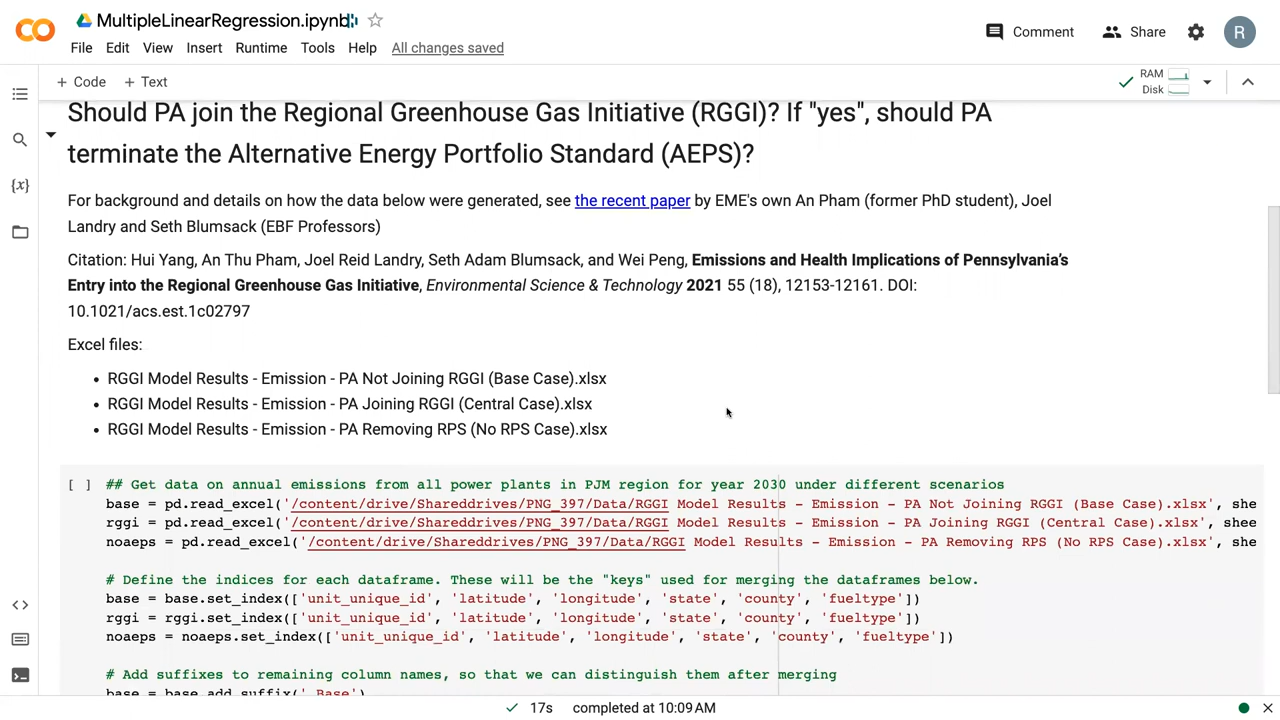 MultipleLinearRegression.ipynb
File Edit View Insert Runtime Tools Help All changes saved
Comment
Share
R
+ Code + Text
RAM
Disk
Should PA join the Regional Greenhouse Gas Initiative (RGGI)? If "yes", should PA
terminate the Alternative Energy Portfolio Standard (AEPS)?
For background and details on how the data below were generated, see the recent paper by EME's own An Pham (former PhD student), Joel
Landry and Seth Blumsack (EBF Professors)
Citation: Hui Yang, An Thu Pham, Joel Reid Landry, Seth Adam Blumsack, and Wei Peng, Emissions and Health Implications of Pennsylvania’s
Entry into the Regional Greenhouse Gas Initiative, Environmental Science & Technology 2021 55 (18), 12153-12161. DOI:
10.1021/acs.est.1c02797
Excel files:
• RGGI Model Results - Emission - PA Not Joining RGGI (Base Case).xlsx
• RGGI Model Results - Emission - PA Joining RGGI (Central Case).xlsx
• RGGI Model Results - Emission - PA Removing RPS (No RPS Case).xlsx
[ ] ## Get data on annual emissions from all power plants in PJM region for year 2030 under different scenarios
base = pd.read_excel('/content/drive/Shareddrives/PNG_397/Data/RGGI Model Results - Emission - PA Not Joining RGGI (Base Case).xlsx', she
rggi = pd.read_excel('/content/drive/Shareddrives/PNG_397/Data/RGGI Model Results - Emission - PA Joining RGGI (Central Case).xlsx', shee
noaeps = pd.read_excel('/content/drive/Shareddrives/PNG_397/Data/RGGI Model Results - Emission - PA Removing RPS (No RPS Case).xlsx', she
# Define the indices for each dataframe. These will be the "keys" used for merging the dataframes below.
base = base.set_index(['unit_unique_id', 'latitude', 'longitude', 'state', 'county', 'fueltype'])
rggi = rggi.set_index(['unit_unique_id', 'latitude', 'longitude', 'state', 'county', 'fueltype'])
noaeps = noaeps.set_index(['unit_unique_id', 'latitude', 'longitude', 'state', 'county', 'fueltype'])
# Add suffixes to remaining column names, so that we can distinguish them after merging
base = base.add_suffix('_Base')
17s completed at 10:09 AM